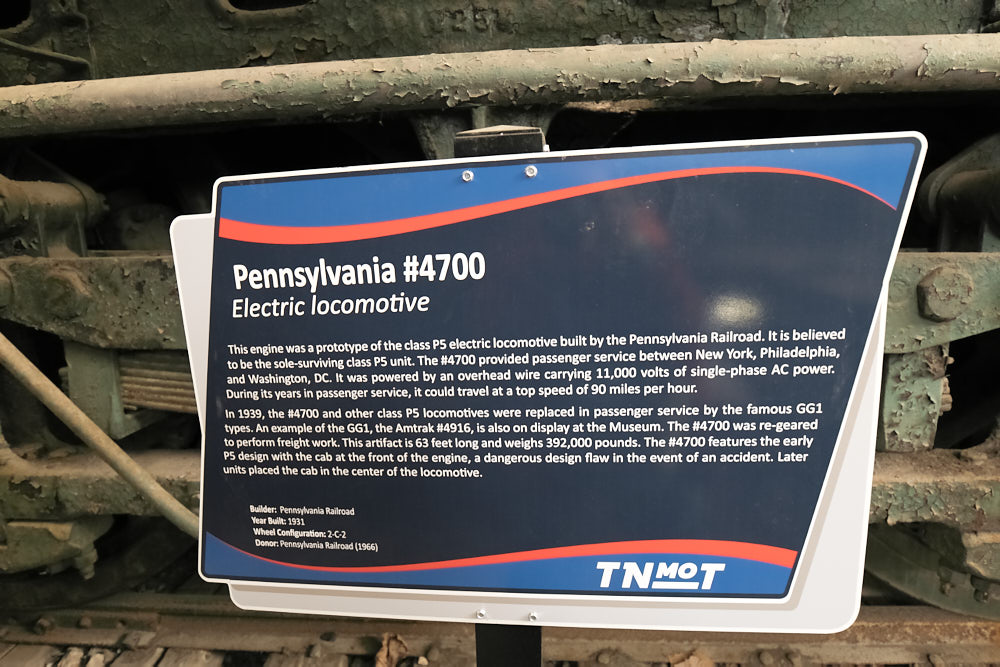 Pennsylvania #4700
Electric locomotive
This engine was a prototype of the class P5 electric locomotive built by the Pennsylvania Railroad. It is believed
to be the sole-surviving class P5 unit. The #4700 provided passenger service between New York, Philadelphia,
and Washington, DC. It was powered by an overhead wire carrying 11,000 volts of single-phase AC power.
During its years in passenger service, it could travel at a top speed of 90 miles per hour.
In 1939, the #4700 and other class P5 locomotives were replaced in passenger service by the famous GG1
types. An example of the GG1, the Amtrak #4916, is also on display at the Museum. The #4700 was re-geared
to perform freight work. This artifact is 63 feet long and weighs 392,000 pounds. The #4700 features the early
P5 design with the cab at the front of the engine, a dangerous design flaw in the event of an accident. Later
units placed the cab in the center of the locomotive.
Builder: Pennsylvania Railroad
Year Built: 1931
Wheel Configuration: 2-C-2
Donor: Pennsylvania Railroad (1966)
TNMOT